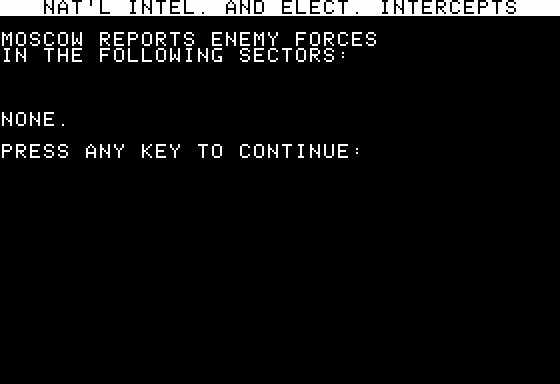 NAT'L INTEL. AND ELECT. INTERCEPTS
MOSCOW REPORTS ENEMY FORCES
IN THE FOLLOWING SECTORS:
NONE.
PRESS ANY KEY TO CONTINUE: